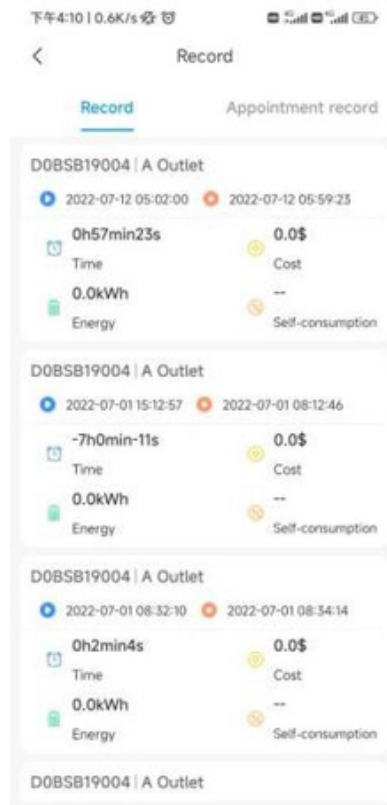 下午4:10 | 0.6K/s
Record
Record Appointment record
D0BSB19004 | A Outlet
2022-07-12 05:02:00 2022-07-12 05:59:23
0h57min23s 0.0$
Time Cost
0.0kWh --
Energy Self-consumption
D0BSB19004 | A Outlet
2022-07-01 15:12:57 2022-07-01 08:12:46
-7h0min-11s 0.0$
Time Cost
0.0kWh --
Energy Self-consumption
D0BSB19004 | A Outlet
2022-07-01 08:32:10 2022-07-01 08:34:14
0h2min4s 0.0$
Time Cost
0.0kWh --
Energy Self-consumption
D0BSB19004 | A Outlet